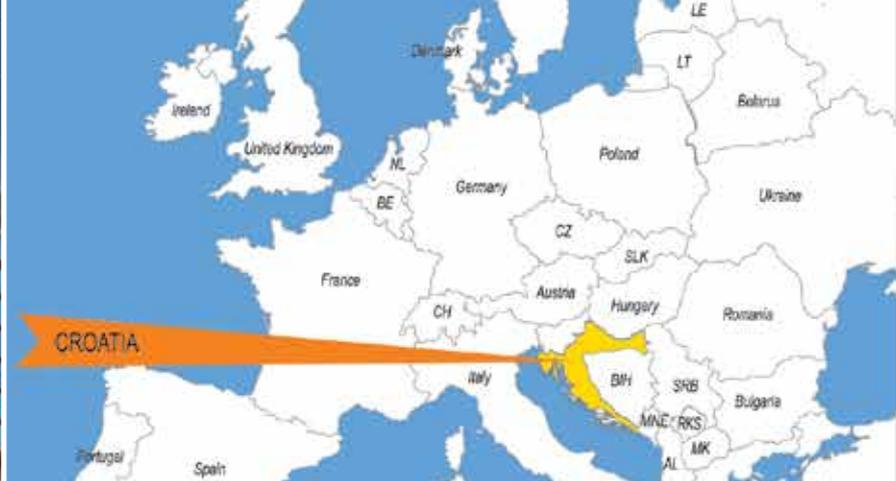 LE
Denmark
LT
Ireland
Belarus
United Kingdom
NL
Poland
Germany
BE
Ukraine
CZ
SLK
France
Austria
CH
Hungary
Romania
CROATIA
Italy
BIH
SRB
Bulgaria
MNE
RKS
MK
Portugal
AL
Spain